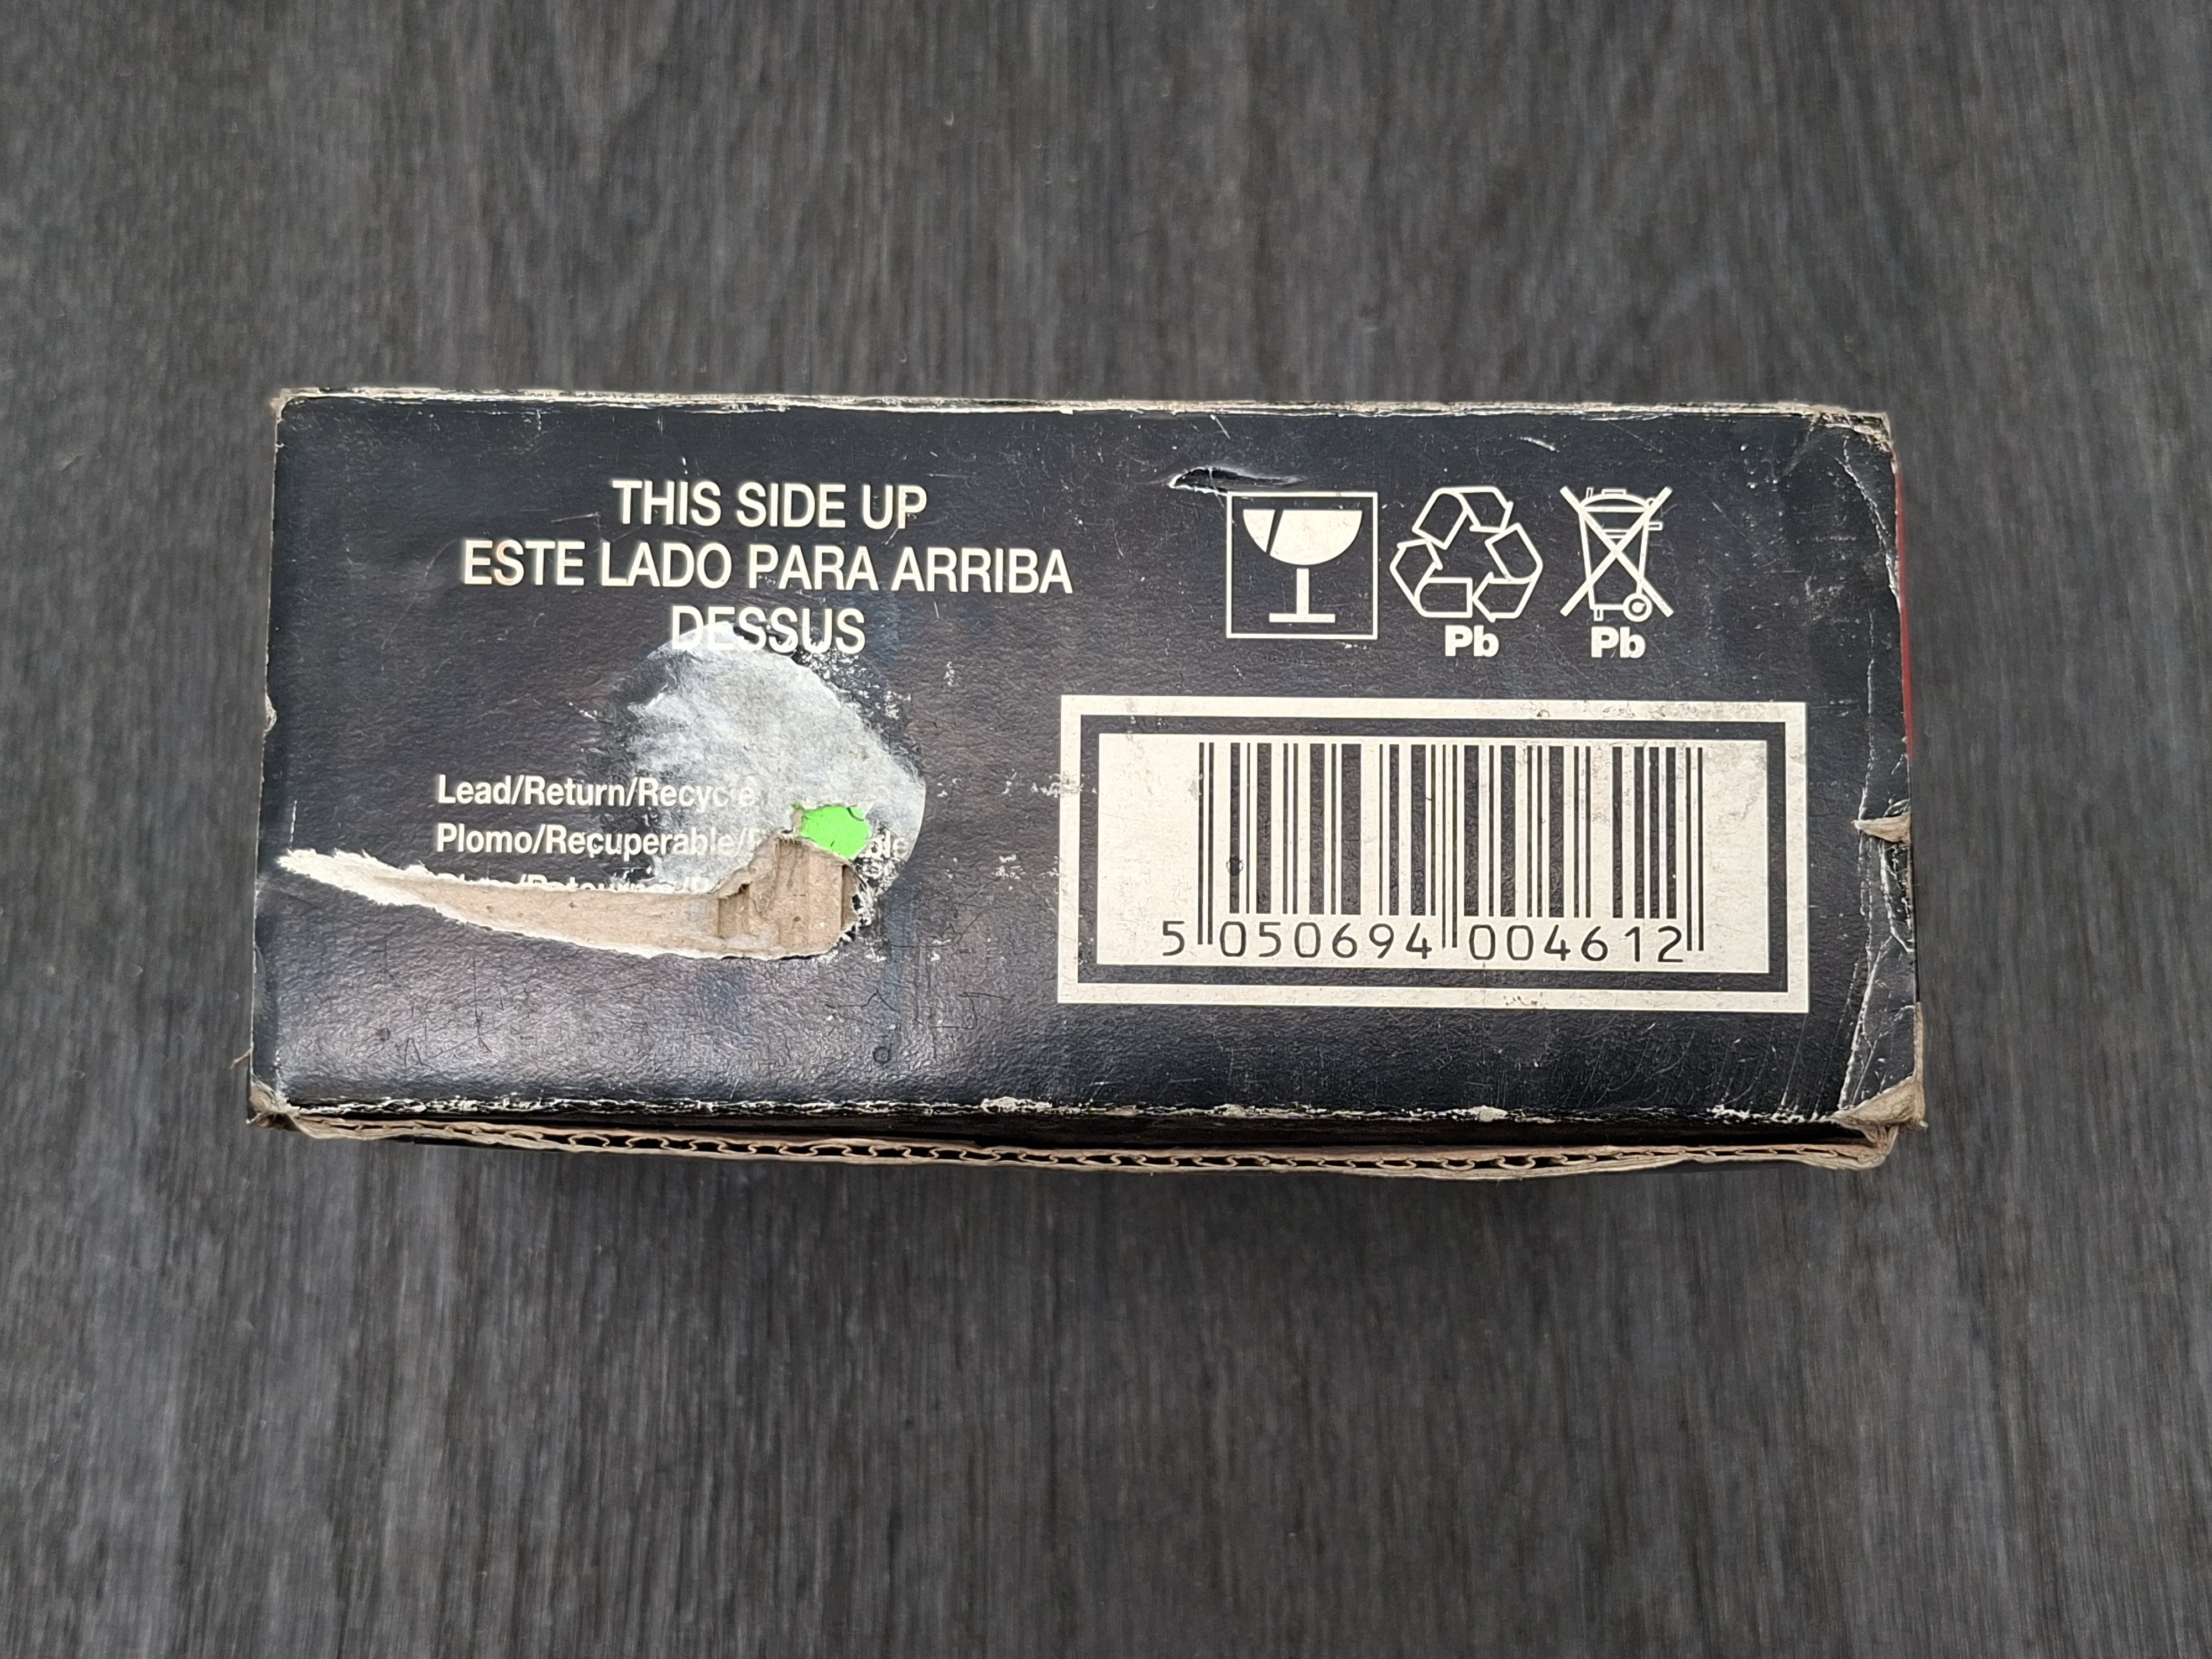 THIS SIDE UP
ESTE LADO PARA ARRIBA
DESSUS
Pb
Pb
Lead/Return/Recycle
Plomo/Recuperable/
5 050694 004612